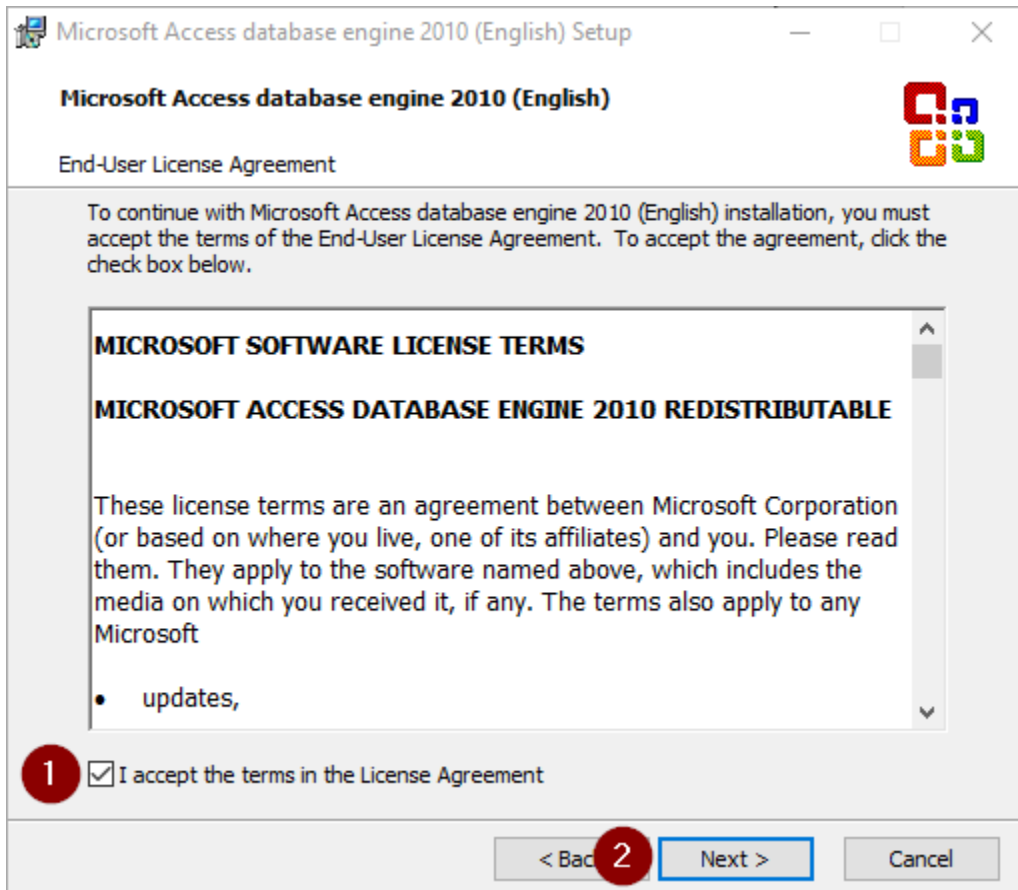 Microsoft Access database engine 2010 (English) Setup
Microsoft Access database engine 2010 (English)
End-User License Agreement
To continue with Microsoft Access database engine 2010 (English) installation, you must
accept the terms of the End-User License Agreement. To accept the agreement, click the
check box below.
MICROSOFT SOFTWARE LICENSE TERMS
MICROSOFT ACCESS DATABASE ENGINE 2010 REDISTRIBUTABLE
These license terms are an agreement between Microsoft Corporation
(or based on where you live, one of its affiliates) and you. Please read
them. They apply to the software named above, which includes the
media on which you received it, if any. The terms also apply to any
Microsoft
• updates,
1 I accept the terms in the License Agreement
< Bac 2 Next > Cancel